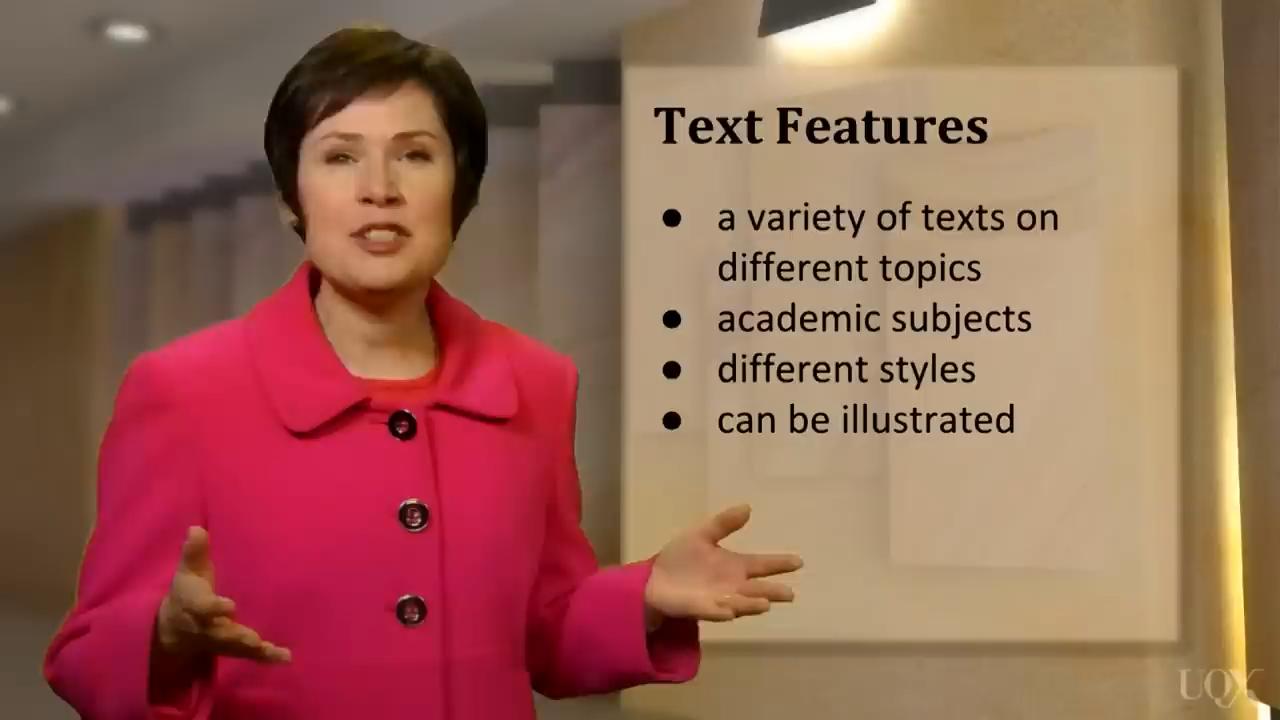 Text Features
● a variety of texts on
different topics
● academic subjects
● different styles
● can be illustrated
UQX